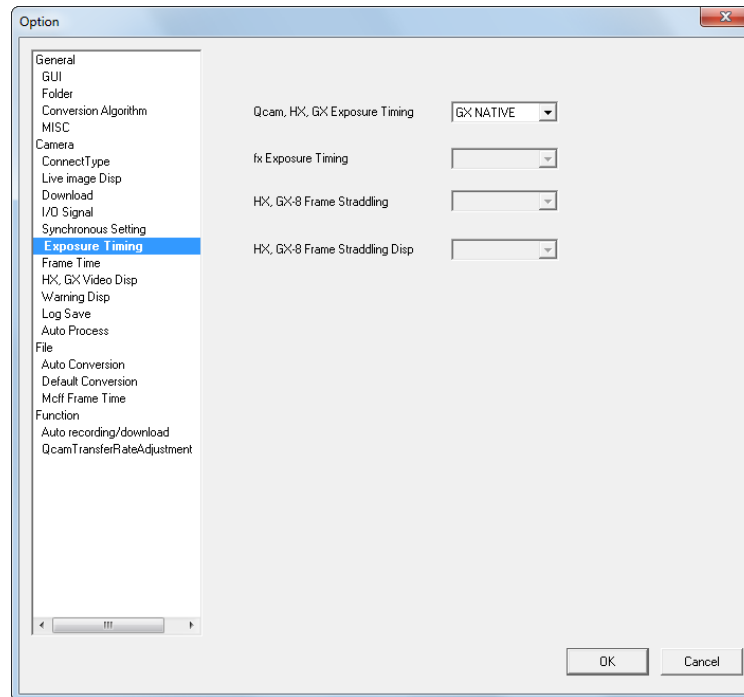 Option
General
GUI
Folder
Conversion Algorithm
MISC
Camera
ConnectType
Live image Disp
Download
I/O Signal
Synchronous Setting
Exposure Timing
Frame Time
HX, GX Video Disp
Warning Disp
Log Save
Auto Process
File
Auto Conversion
Default Conversion
Mcff Frame Time
Function
Auto recording/download
QcamTransferRateAdjustment
Qcam, HX, GX Exposure Timing GX NATIVE
fx Exposure Timing
HX, GX-8 Frame Straddling
HX, GX-8 Frame Straddling Disp
OK Cancel